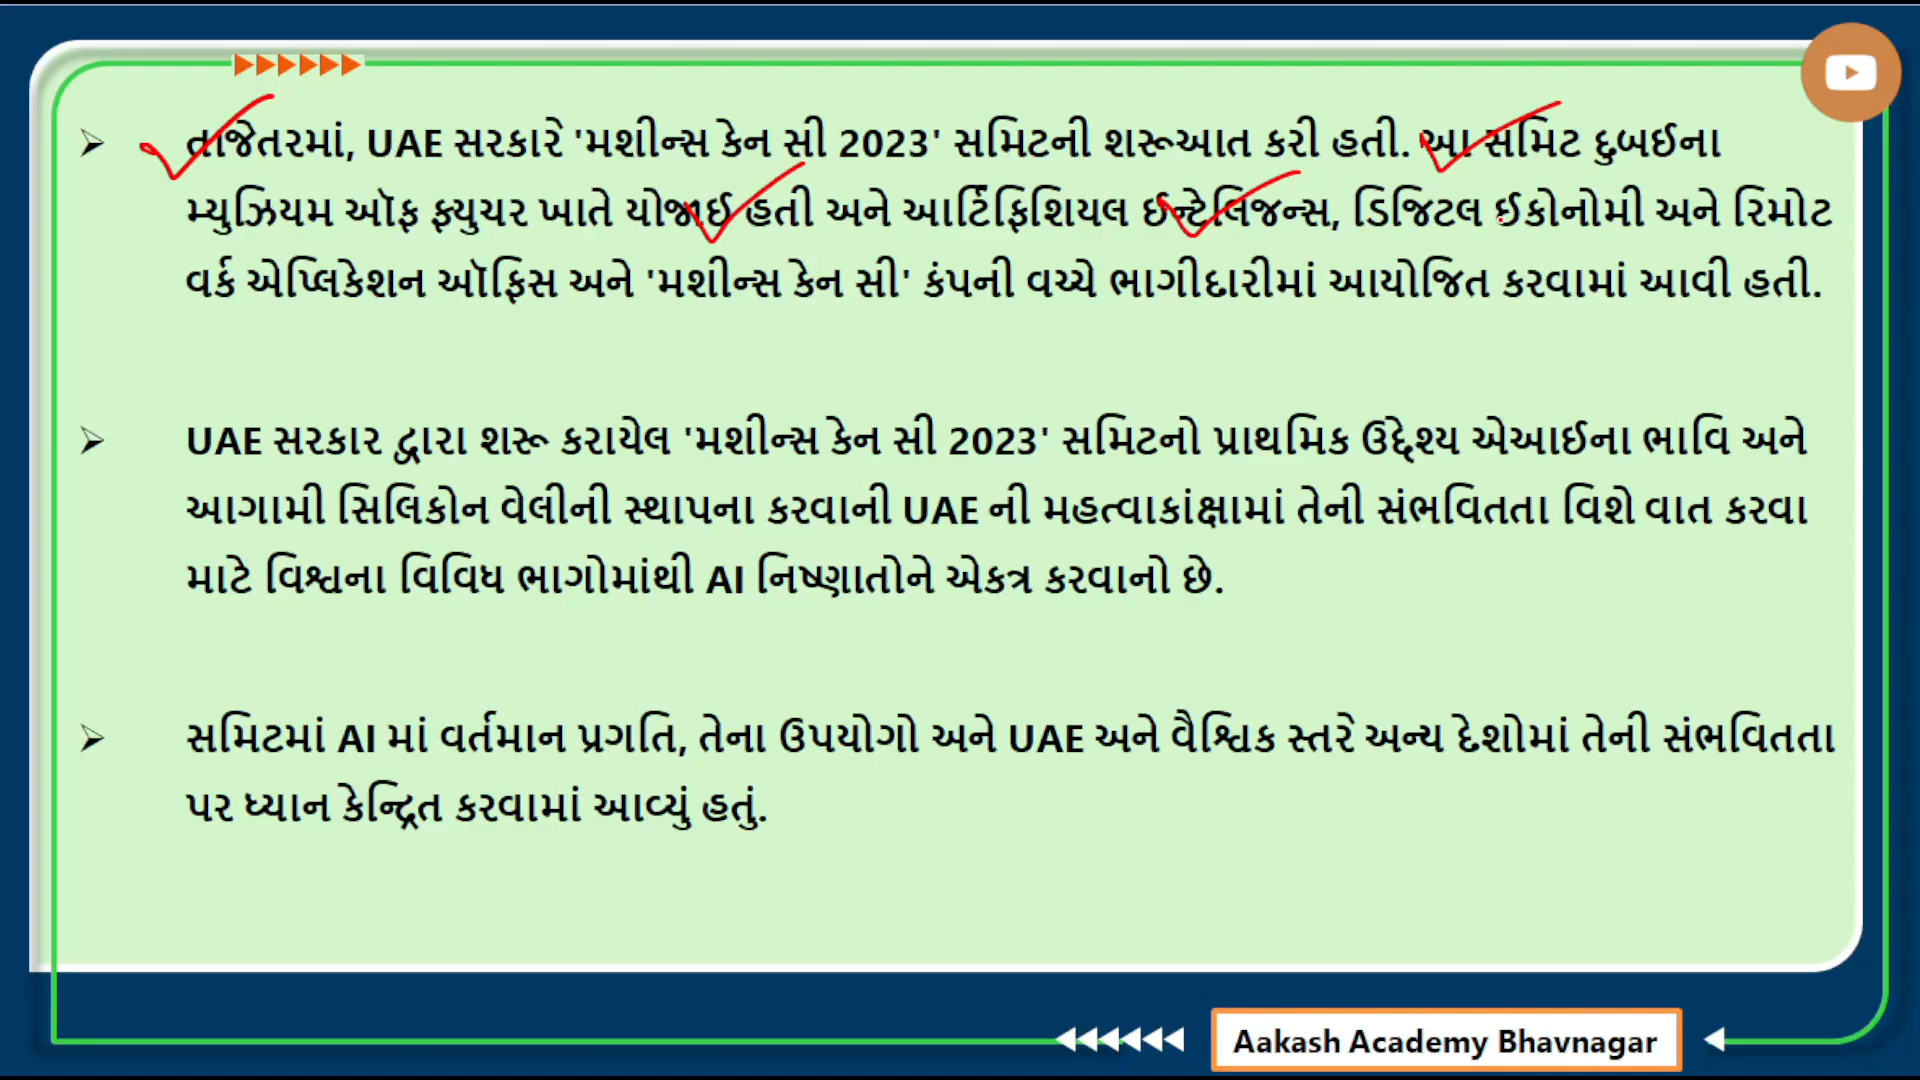 તાજેતરમાં, UAE સરકારે 'મશીન્સ કેન સી 2023' સમિટની શરૂઆત કરી હતી. આ સમિટ દુબઈના
મ્યુઝિયમ ઑફ ફ્યુચર ખાતે યોજાઈ હતી અને આર્ટિફિશિયલ ઈન્ટેલિજન્સ, ડિજિટલ ઈકોનોમી અને રિમોટ
વર્ક એપ્લિકેશન ઑફિસ અને 'મશીન્સ કેન સી' કંપની વચ્ચે ભાગીદારીમાં આયોજિત કરવામાં આવી હતી.
UAE સરકાર દ્વારા શરૂ કરાયેલ 'મશીન્સ કેન સી 2023' સમિટનો પ્રાથમિક ઉદ્દેશ્ય એઆઈના ભાવિ અને
આગામી સિલિકોન વેલીની સ્થાપના કરવાની UAE ની મહત્વાકાંક્ષામાં તેની સંભવિતતા વિશે વાત કરવા
માટે વિશ્વના વિવિધ ભાગોમાંથી AI નિષ્ણાતોને એકત્ર કરવાનો છે.
સમિટમાં AI માં વર્તમાન પ્રગતિ, તેના ઉપયોગો અને UAE અને વૈશ્વિક સ્તરે અન્ય દેશોમાં તેની સંભવિતતા
પર ધ્યાન કેન્દ્રિત કરવામાં આવ્યું હતું.
Aakash Academy Bhavnagar